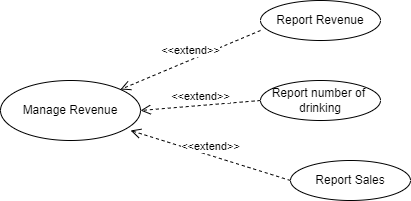 Report Revenue
<<extend>>
Manage Revenue
<<extend>>
Report number of
drinking
<<extend>>
Report Sales